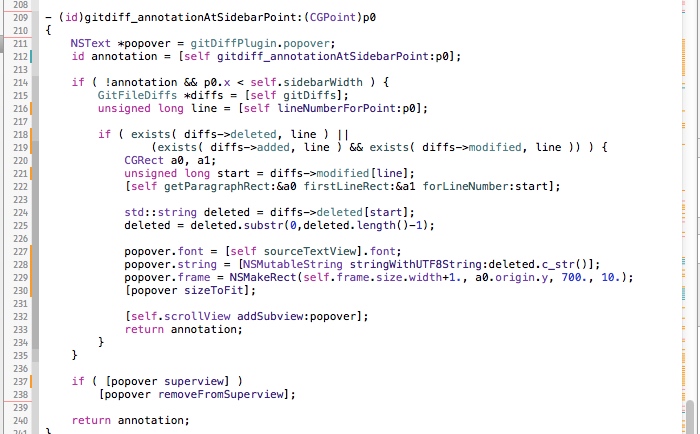 208
209 - (id)gitdiff_annotationAtSidebarPoint:(CGPoint)p0
210 {
211 NSText *popover = gitDiffPlugin.popover;
212 id annotation = [self gitdiff_annotationAtSidebarPoint:p0];
213
214 if ( !annotation && p0.x < self.sidebarWidth ) {
215 GitFileDiffs *diffs = [self gitDiffs];
216 unsigned long line = [self lineNumberForPoint:p0];
217
218 if ( exists( diffs->deleted, line ) ||
219 (exists( diffs->added, line ) && exists( diffs->modified, line )) ) {
220 CGRect a0, a1;
221 unsigned long start = diffs->modified[line];
222 [self getParagraphRect:&a0 firstLineRect:&a1 forLineNumber:start];
223
224 std::string deleted = diffs->deleted[start];
225 deleted = deleted.substr(0,deleted.length()-1);
226
227 popover.font = [self sourceTextView].font;
228 popover.string = [NSMutableString stringWithUTF8String:deleted.c_str()];
229 popover.frame = NSMakeRect(self.frame.size.width+1., a0.origin.y, 700., 10.);
230 [popover sizeToFit];
231
232 [self.scrollView addSubview:popover];
233 return annotation;
234 }
235 }
236
237 if ( [popover superview] )
238 [popover removeFromSuperview];
239
240 return annotation;
241 }